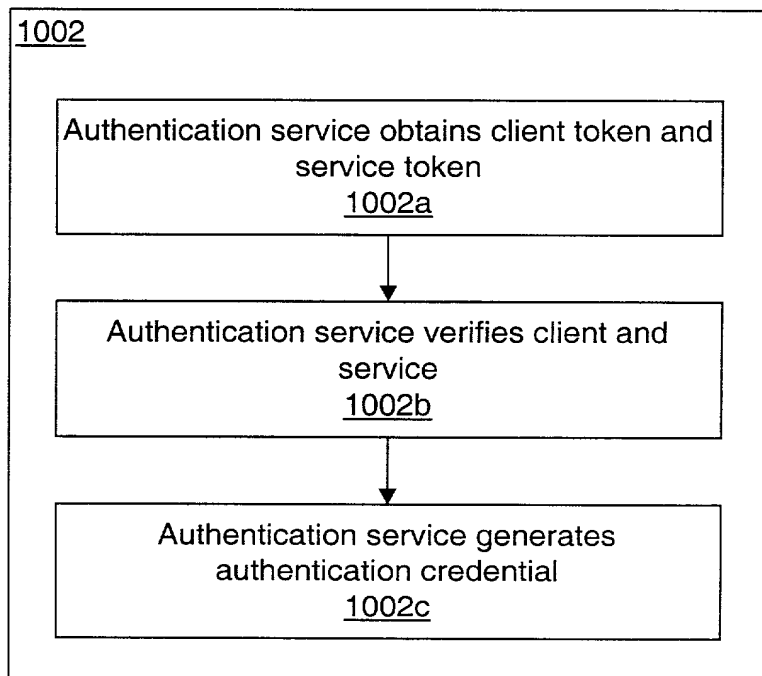 1002
Authentication service obtains client token and
service token
1002a
Authentication service verifies client and
service
1002b
Authentication service generates
authentication credential
1002c